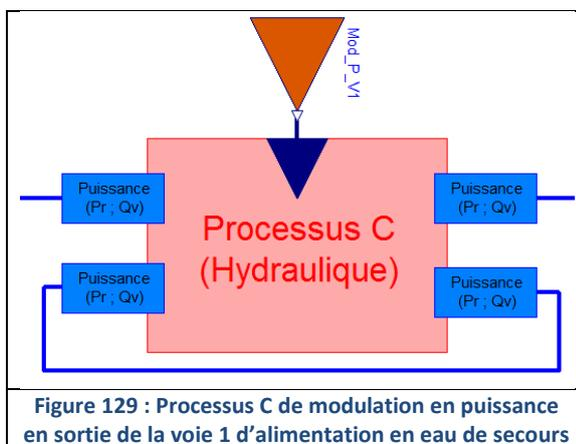 Mod_P_V1
Puissance
(Pr ; Qv)
Puissance
(Pr ; Qv)
Processus C
(Hydraulique)
Puissance
(Pr ; Qv)
Puissance
(Pr ; Qv)
Figure 129 : Processus C de modulation en puissance
en sortie de la voie 1 d’alimentation en eau de secours